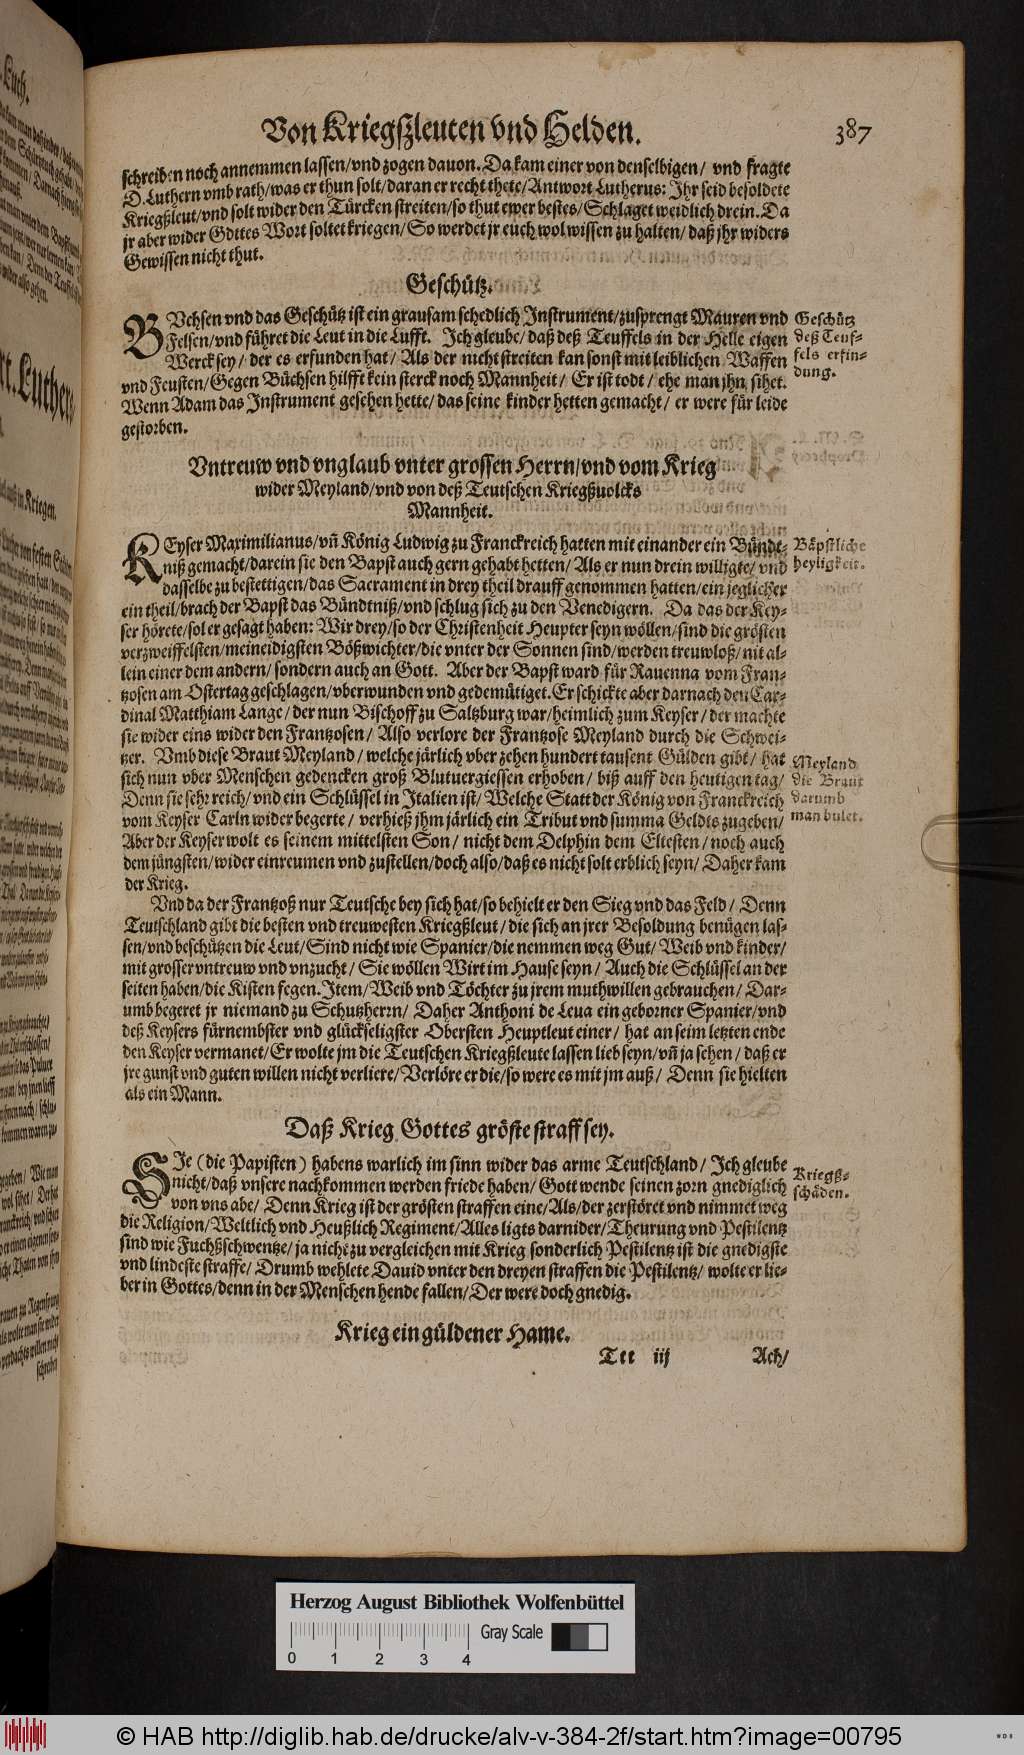 Von Kriegßleuten vnd Helden. 387
schreiben noch annemmen lassen/vnd zogen dauon. Da kam einer von denselbigen/ vnd fragte
D. Luthern vmb rath/was er thun solt/daran er recht thete/Antwort Lutherus: Ihr seid besoldete
Kriegßleut/vnd solt wider den Türcken streiten/so thut ewer bestes/Schlaget weidlich drein. Da
jr aber wider Gottes Wort soltet kriegen/So werdet jr euch wol wissen zu halten/ daß jhr widers
Gewissen nicht thut.
Geschütz.
BVchsen vnd das Geschütz ist ein grausam schedlich Instrument/zusprengt Mauren vnd
Felsen/vnd führet die Leut in die Lufft. Ich gleube/daß deß Teuffels in der Helle eigen
Werck sey/ der es erfunden hat/ Als der nicht streiten kan sonst mit leiblichen Waffen
vnd Feusten/Gegen Büchsen hilfft kein sterck noch Mannheit/ Er ist todt/ ehe man jhn sihet.
Wenn Adam das Instrument gesehen hette/das seine kinder hetten gemacht/ er were für leide
gestorben.
Geschütz
deß Teuf-
fels erfin-
dung.
Vntreuw vnd vnglaub vnter grossen Herrn/vnd vom Krieg
wider Meyland/vnd von deß Teutschen Kriegßuolcks
Mannheit.
KEyser Maximilianus/vñ König Ludwig zu Franckreich hatten mit einander ein Bündt-
niß gemacht/darein sie den Bapst auch gern gehabt hetten/Als er nun drein willigte/ vnd
dasselbe zu bestettigen/das Sacrament in drey theil drauff genommen hatten/ein jeglicher
ein theil/brach der Bapst das Bündtniß/vnd schlug sich zu den Venedigern. Da das der Key-
ser hörete/sol er gesagt haben: Wir drey/so der Christenheit Heupter seyn wöllen/sind die grösten
verzweiffelsten/meineidigsten Bößwichter/die vnter der Sonnen sind/werden treuwloß/nit al-
lein einer dem andern/sondern auch an Gott. Aber der Bapst ward für Rauenna vom Fran-
tzosen am Ostertag geschlagen/vberwunden vnd gedemütiget. Er schickte aber darnach den Car-
dinal Matthiam Lange/der nun Bischoff zu Saltzburg war/heimlich zum Keyser/der machte
sie wider eins wider den Frantzosen/ Also verlore der Frantzose Meyland durch die Schwei-
tzer. Vmb diese Braut Meyland/welche järlich vber zehen hundert tausent Gülden gibt/ hat
sich nun vber Menschen gedencken groß Blutuergiessen erhoben/ biß auff den heutigen tag/
Denn sie sehr reich/vnd ein Schlüssel in Italien ist/Welche Statt der König von Franckreich
vom Keyser Carln wider begerte/ verhieß jhm järlich ein Tribut vnd summa Geldts zugeben/
Aber der Keyser wolt es seinem mittelsten Son/ nicht dem Delphin dem Eltesten/noch auch
dem jüngsten/wider einreumen vnd zustellen/doch also/daß es nicht solt erblich seyn/Daher kam
der Krieg.
Bäpstliche
heyligkeit.
Meyland
die Braut
darumb
man bulet.
Vnd da der Frantzoß nur Teutsche bey sich hat/so behielt er den Sieg vnd das Feld/ Denn
Teutschland gibt die besten vnd treuwesten Kriegßleut/die sich an jrer Besoldung benügen las-
sen/vnd beschützen die Leut/Sind nicht wie Spanier/die nemmen weg Gut/ Weib vnd kinder/
mit grosser vntreuw vnd vnzucht/ Sie wöllen Wirt im Hause seyn/ Auch die Schlüssel an der
seiten haben/die Kisten fegen. Item/Weib vnd Töchter zu jrem muthwillen gebrauchen/ Dar-
umb begeret jr niemand zu Schutzherrn/ Daher Anthoni de Leua ein geborner Spanier/vnd
deß Keysers fürnembster vnd glückseligster Obersten Heuptleut einer/ hat an seim letzten ende
den Keyser vermanet/Er wolte jm die Teutschen Kriegßleute lassen lieb seyn/vñ ja sehen/ daß er
jre gunst vnd guten willen nicht verliere/Verlöre er die/so were es mit jm auß/ Denn sie hielten
als ein Mann.
Daß Krieg Gottes gröste straff sey.
SIe (die Papisten) habens warlich im sinn wider das arme Teutschland/ Ich gleube
nicht/daß vnsere nachkommen werden friede haben/Gott wende seinen zorn gnediglich
von vns abe/ Denn Krieg ist der grösten straffen eine/Als/der zerstöret vnd nimmet weg
die Religion/Weltlich vnd Heußlich Regiment/Alles ligts darnider/Theurung vnd Pestilentz
sind wie Fuchßschwentze/ja nicht zu vergleichen mit Krieg sonderlich Pestilentz ist die gnedigste
vnd lindeste straffe/Drumb wehlete Dauid vnter den dreyen straffen die Pestilentz/wolte er lie-
ber in Gottes/denn in der Menschen hende fallen/Der were doch gnedig.
Kriegß-
schäden.
Krieg ein güldener Hame.
Ttt iij Ach/
Herzog August Bibliothek Wolfenbüttel
Gray Scale
0 1 2 3 4
© HAB http://diglib.hab.de/drucke/alv-v-384-2f/start.htm?image=00795